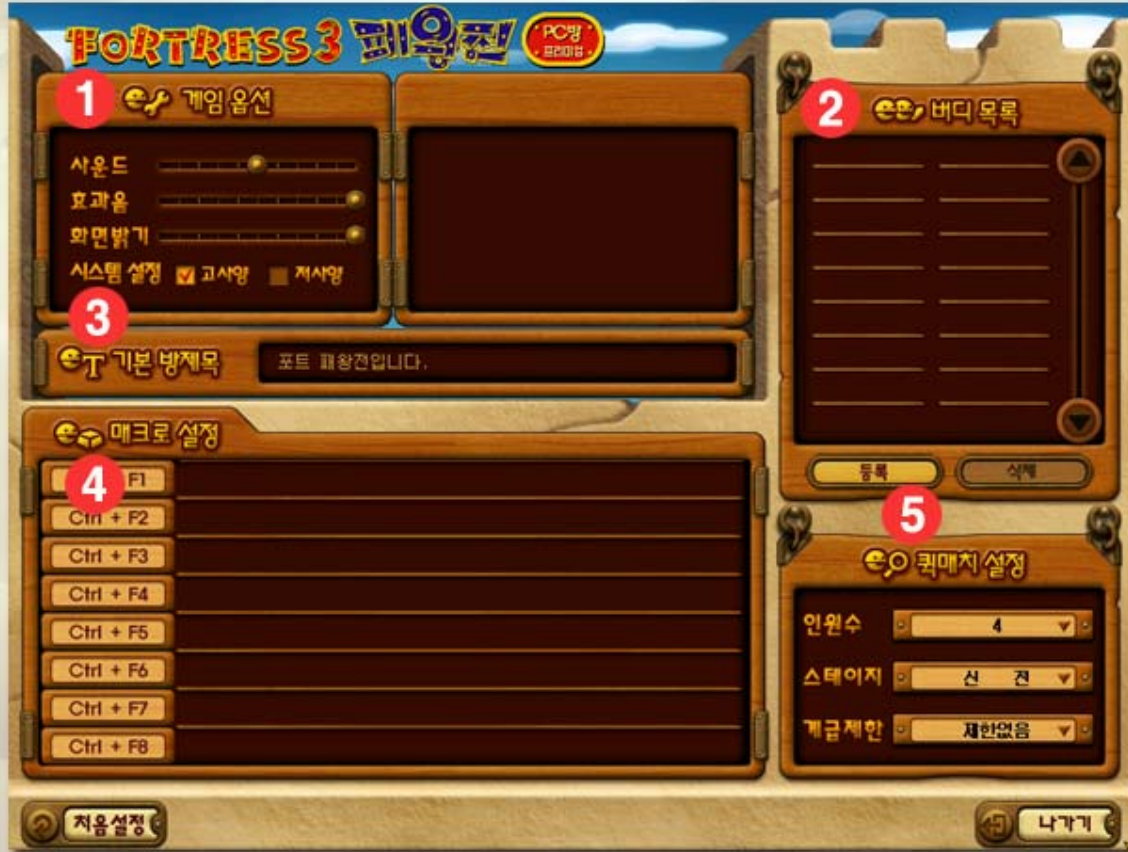 FORTRESS3 패왕전 PC방 프리미엄
1 게임 옵션
사운드
효과음
화면밝기
시스템 설정 고사양 저사양
2 버디 목록
등록 삭제
3
기본 방제목 포트 패왕전입니다.
매크로 설정
4 F1
Ctrl + F2
Ctrl + F3
Ctrl + F4
Ctrl + F5
Ctrl + F6
Ctrl + F7
Ctrl + F8
5
퀵매치 설정
인원수 4
스테이지 신 전
계급제한 제한없음
처음설정
나가기